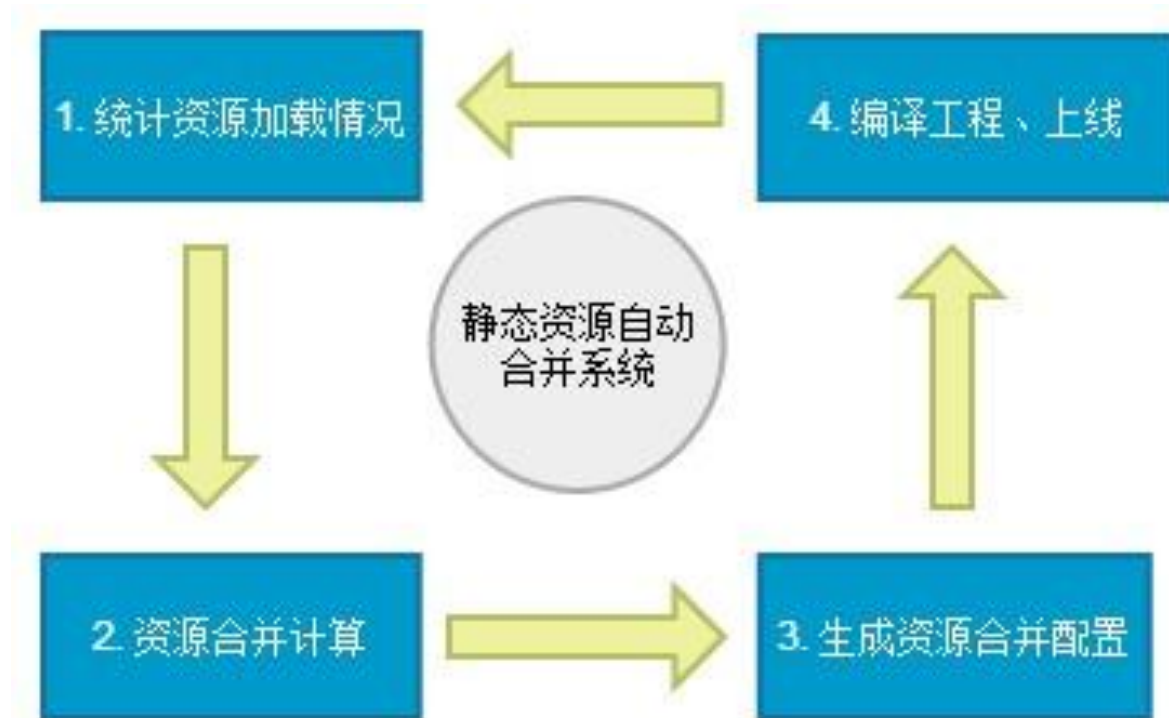 1. 统计资源加载情况
4. 编译工程、上线
静态资源自动
合并系统
2. 资源合并计算
3. 生成资源合并配置